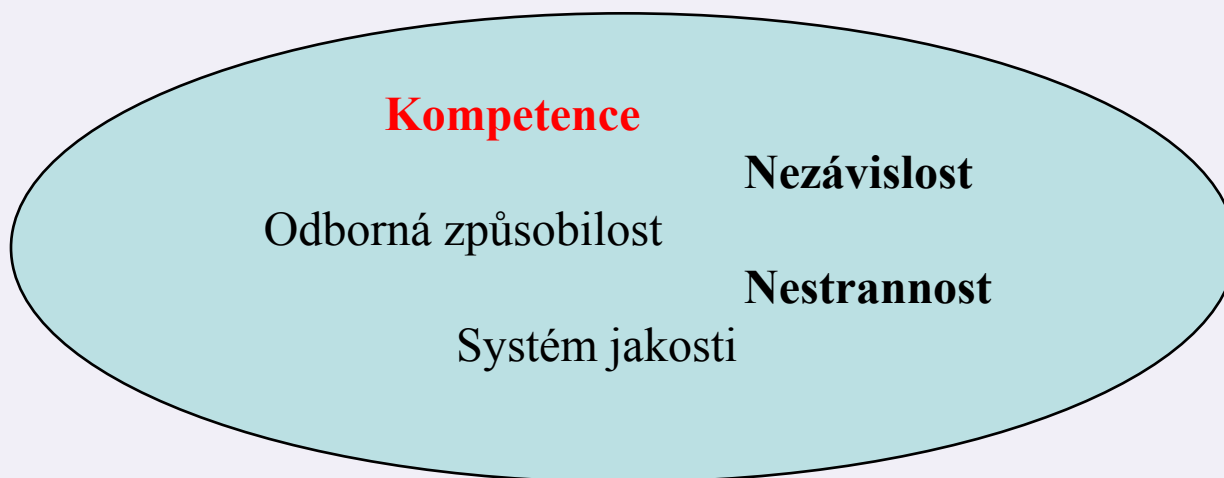 Kompetence
Nezávislost
Odborná způsobilost
Nestrannost
Systém jakosti